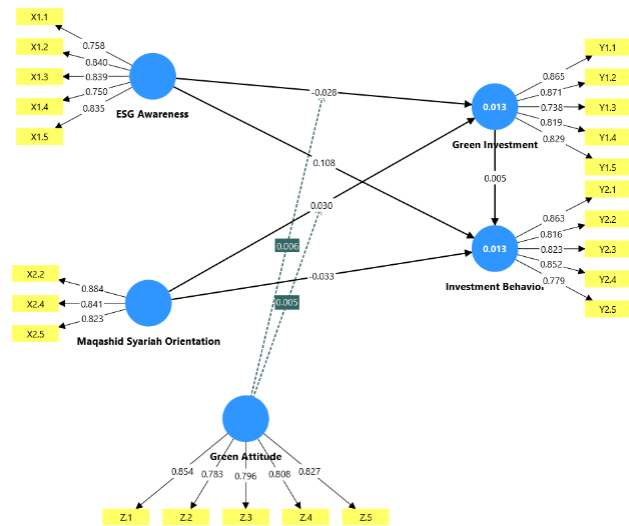 X1.1
X1.2
X1.3
X1.4
X1.5
0.758
0.840
0.839
0.750
0.835
ESG Awareness
-0.028
0.108
0.030
-0.033
0.006
0.005
0.013
Green Investment
0.865
0.871
0.738
0.819
0.829
Y1.1
Y1.2
Y1.3
Y1.4
Y1.5
0.005
0.013
Investment Behavior
0.863
0.816
0.823
0.852
0.779
Y2.1
Y2.2
Y2.3
Y2.4
Y2.5
X2.2
X2.4
X2.5
0.884
0.841
0.823
Maqashid Syariah Orientation
Green Attitude
0.854
0.783
0.796
0.808
0.827
Z.1
Z.2
Z.3
Z.4
Z.5